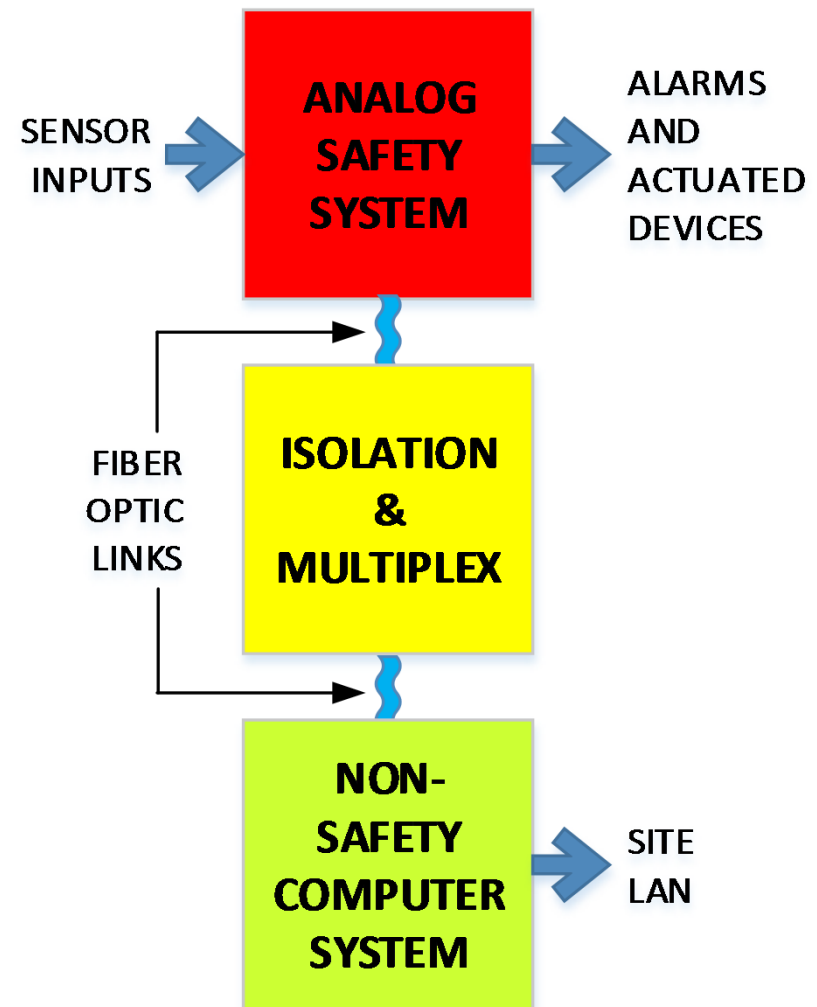 ANALOG
SAFETY
SYSTEM
SENSOR
INPUTS
ALARMS
AND
ACTUATED
DEVICES
FIBER
OPTIC
LINKS
ISOLATION
&
MULTIPLEX
NON-
SAFETY
COMPUTER
SYSTEM
SITE
LAN